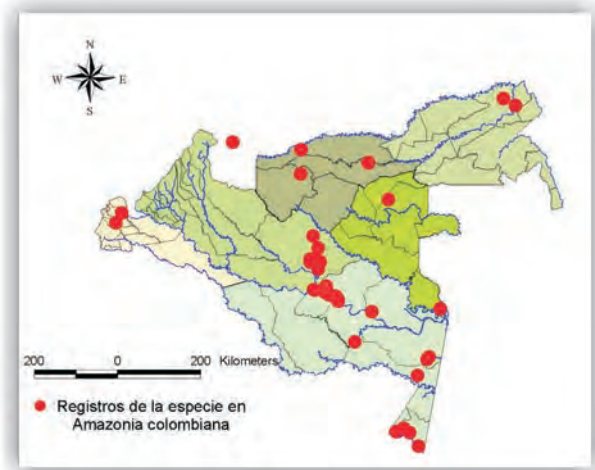 N
W E
S
200 0 200 Kilometers
Registros de la especie en
Amazonia colombiana